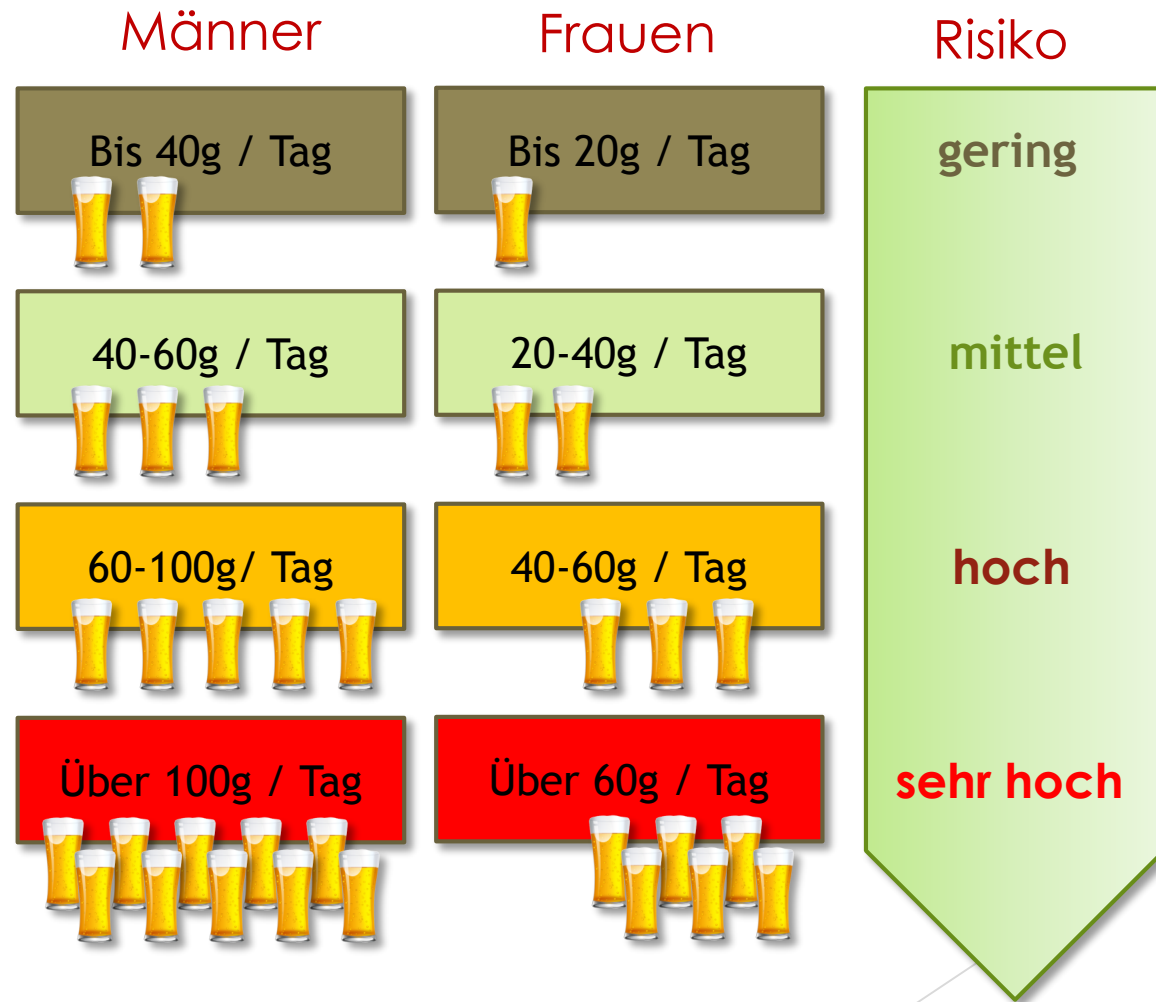 Männer
Frauen
Risiko
Bis 40g / Tag
Bis 20g / Tag
gering
40-60g / Tag
20-40g / Tag
mittel
60-100g/ Tag
40-60g / Tag
hoch
Über 100g / Tag
Über 60g / Tag
sehr hoch